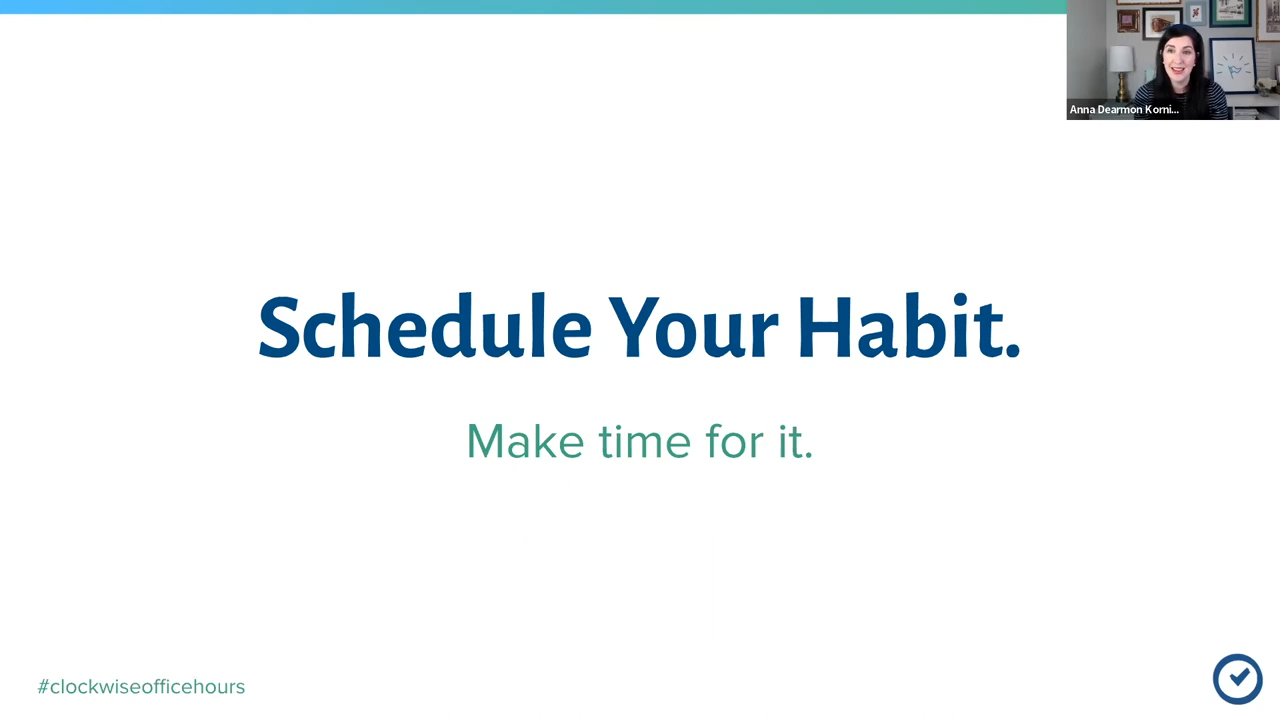 Anna Dearmon Korni...
Schedule Your Habit.
Make time for it.
#clockwiseofficehours